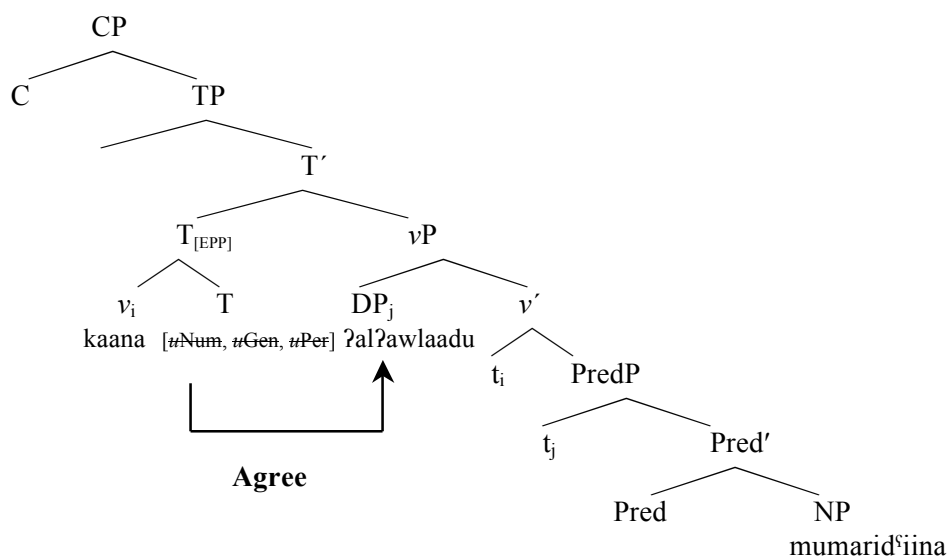 CP
C TP
T′
T[EPP] vP
vi T DPj v′
kaana [uNum, uGen, uPer] ʔalʔawlaadu
ti PredP
tj Pred′
Agree
Pred NP
mumaridˤiina